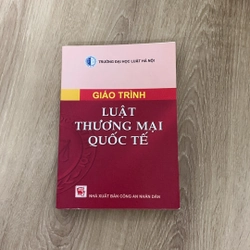 TRƯỜNG ĐẠI HỌC LUẬT HÀ NỘI
GIÁO TRÌNH
LUẬT
THƯƠNG MẠI
QUỐC TẾ
NHÀ XUẤT BẢN CÔNG AN NHÂN DÂN